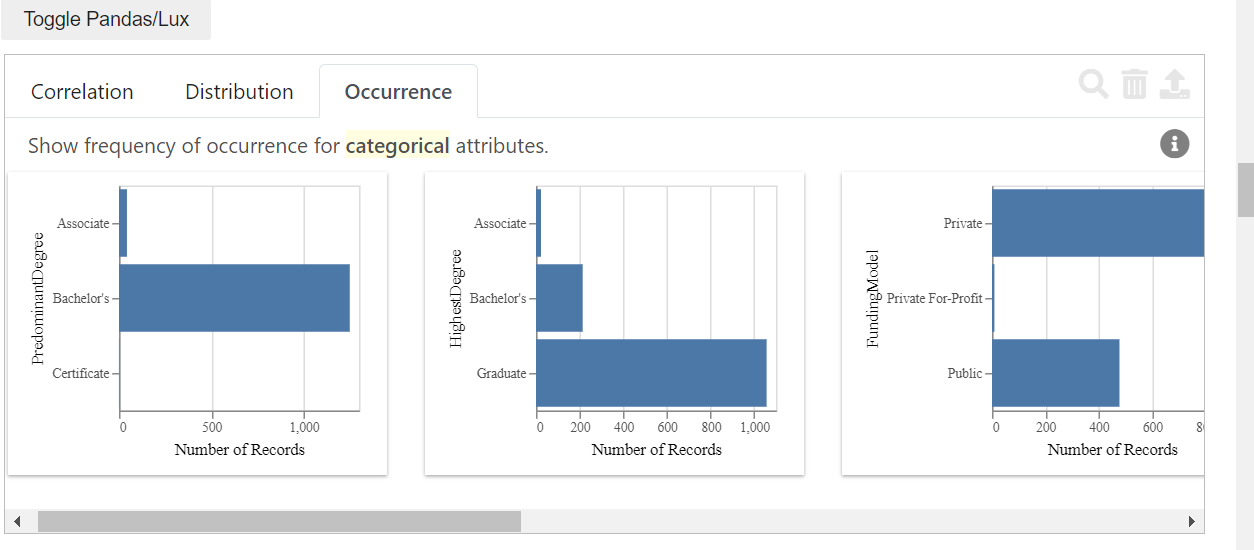 Toggle Pandas/Lux
Correlation Distribution Occurrence
Show frequency of occurrence for categorical attributes.
PredominantDegree
Associate
Bachelor's
Certificate
0 500 1,000
Number of Records
HighestDegree
Associate
Bachelor's
Graduate
0 200 400 600 800 1,000
Number of Records
FundingModel
Private
Private For-Profit
Public
0 200 400 600 8
Number of Records